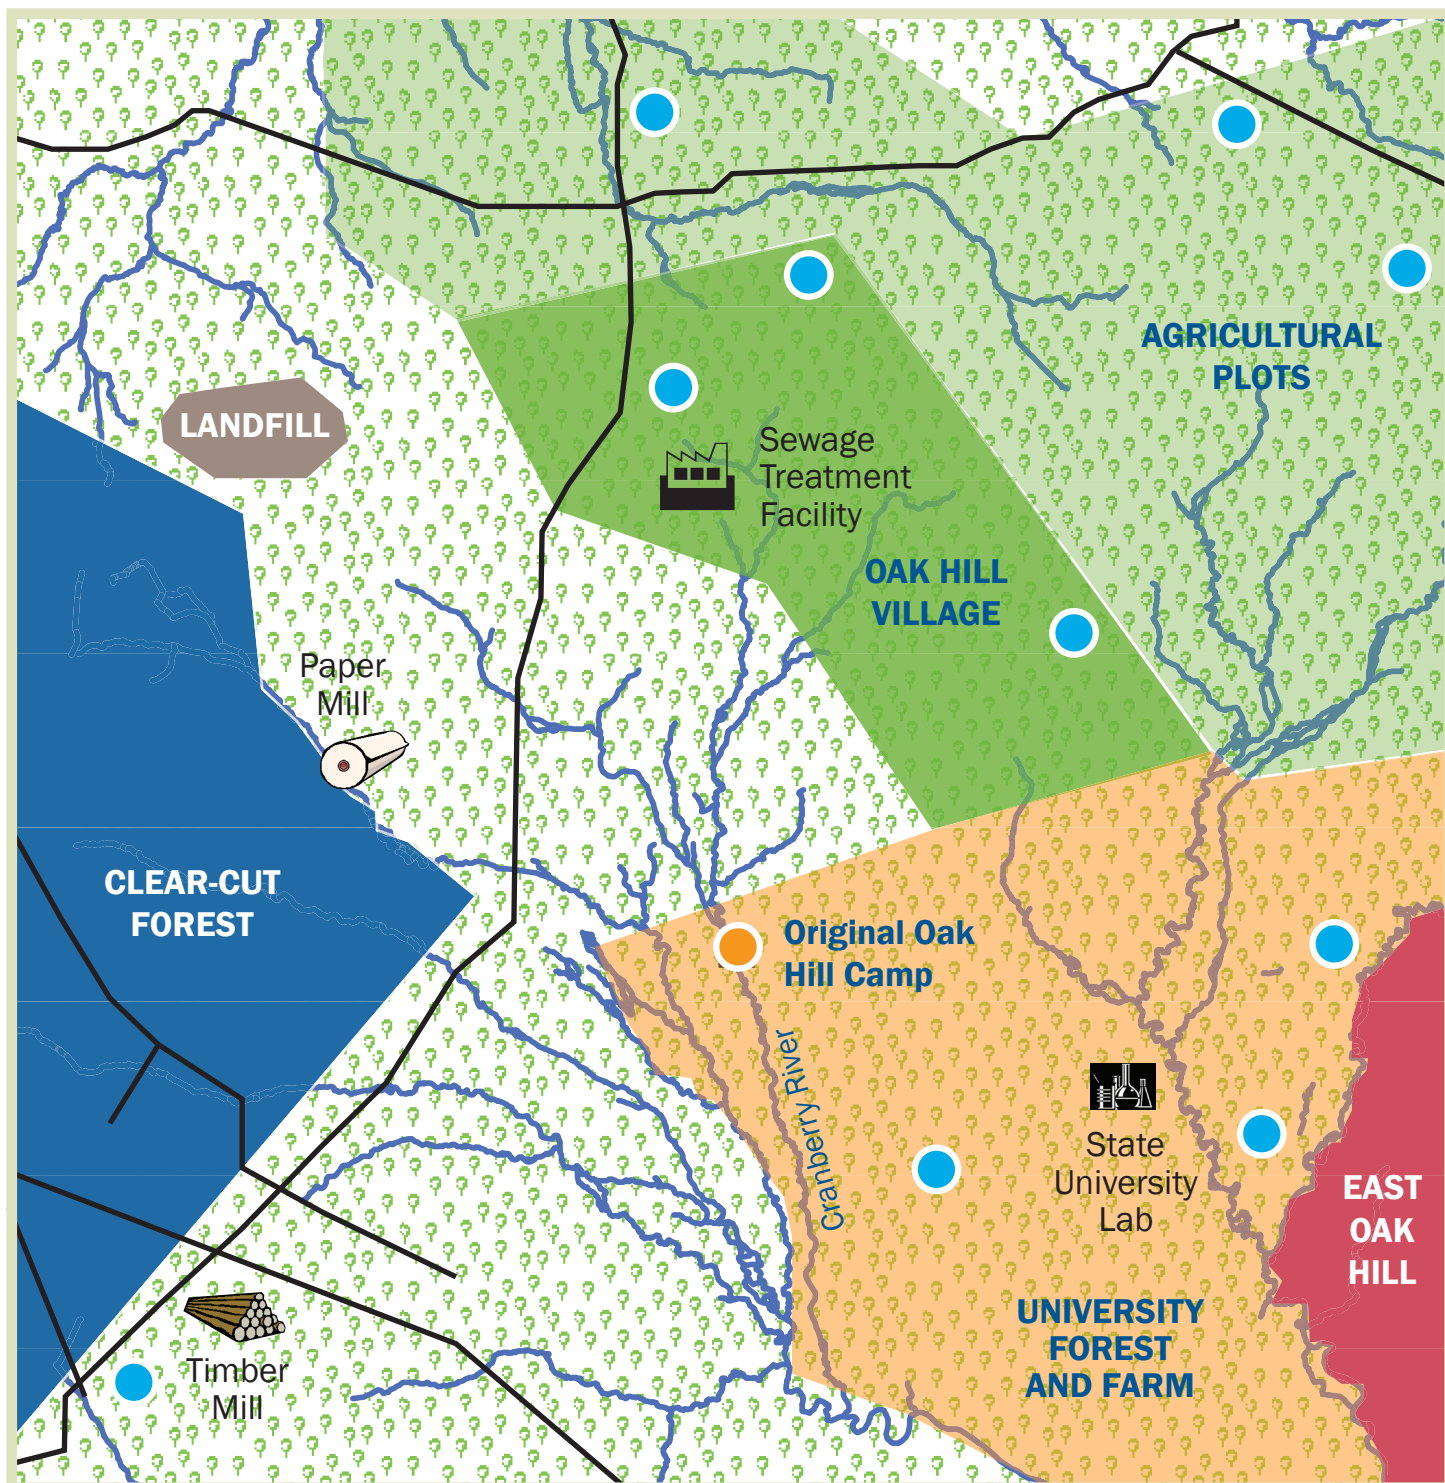 AGRICULTURAL
PLOTS
LANDFILL
Sewage
Treatment
Facility
OAK HILL
VILLAGE
Paper
Mill
CLEAR-CUT
FOREST
Original Oak
Hill Camp
Cranberry River
State
University
Lab
EAST
OAK
HILL
UNIVERSITY
FOREST
AND FARM
Timber
Mill